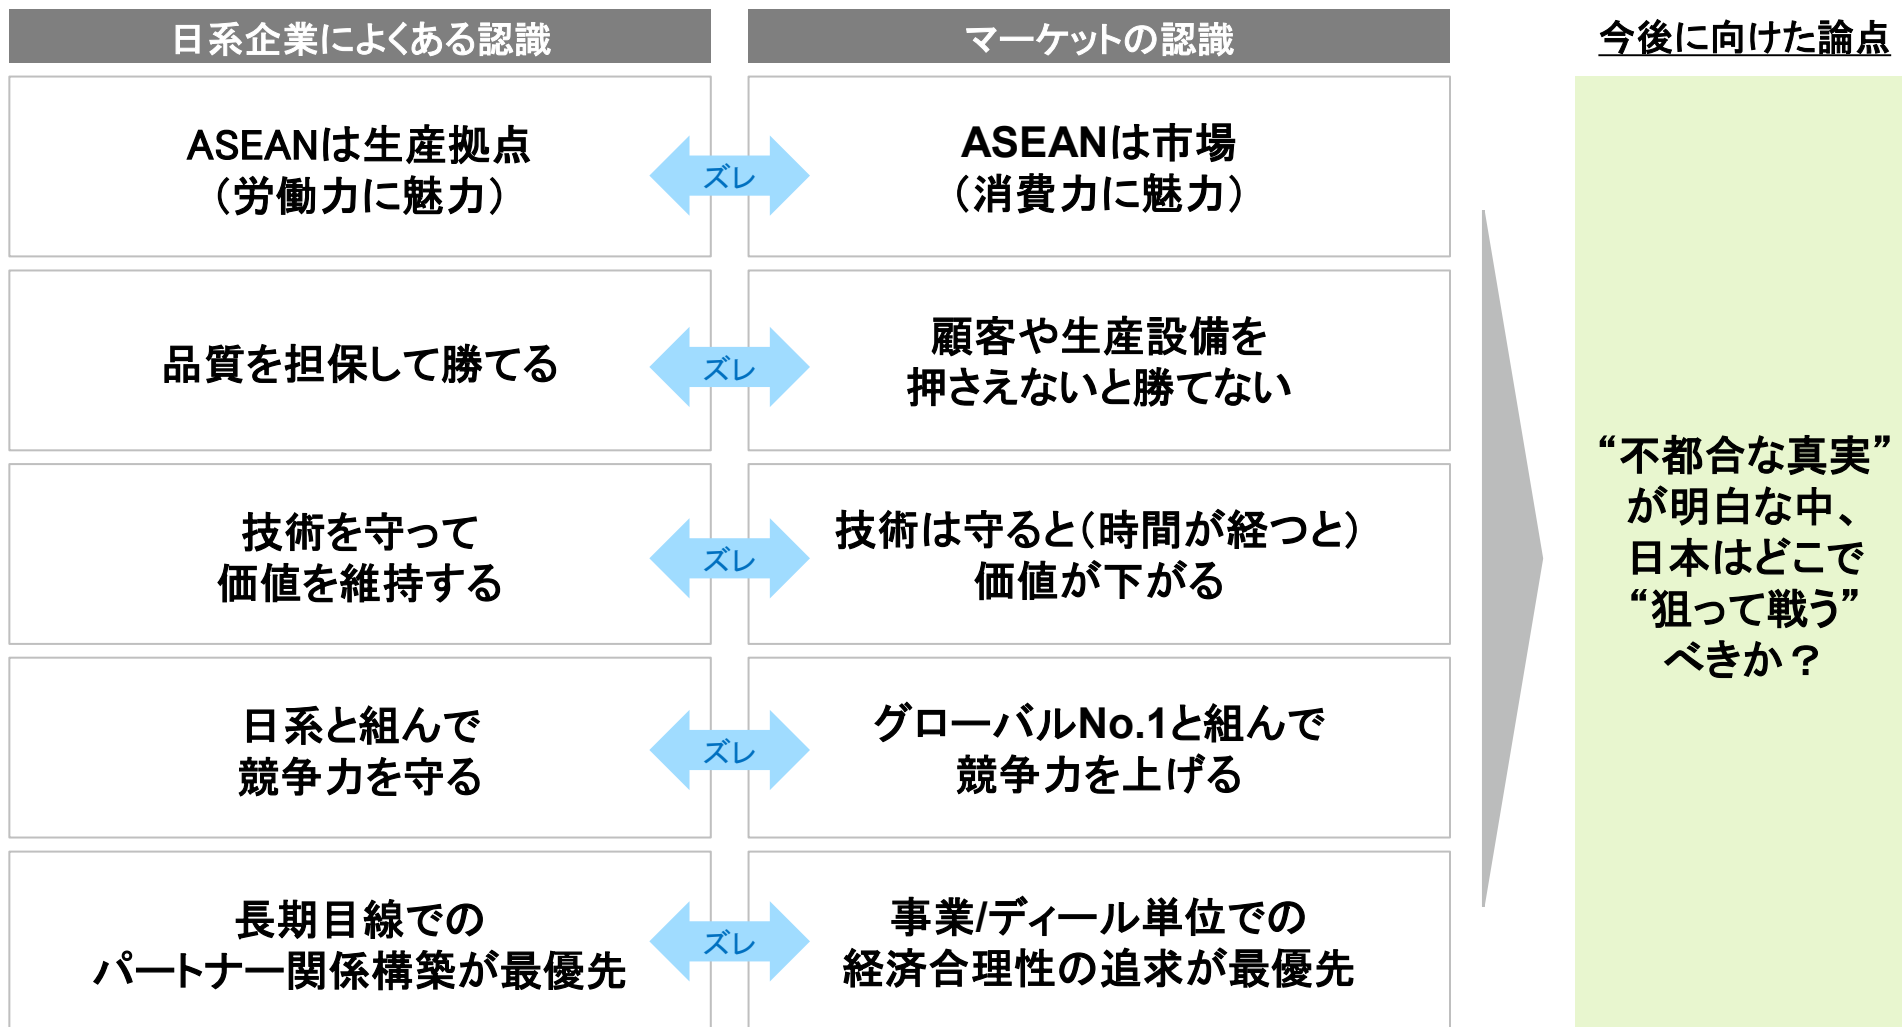 日系企業によくある認識
マーケットの認識
今後に向けた論点
ASEANは生産拠点
（労働力に魅力）
ズレ
ASEANは市場
（消費力に魅力）
品質を担保して勝てる
ズレ
顧客や生産設備を
押さえないと勝てない
技術を守って
価値を維持する
ズレ
技術は守ると（時間が経つと）
価値が下がる
日系と組んで
競争力を守る
ズレ
グローバルNo.1と組んで
競争力を上げる
長期目線での
パートナー関係構築が最優先
ズレ
事業/ディール単位での
経済合理性の追求が最優先
“不都合な真実”
が明白な中、
日本はどこで
“狙って戦う”
べきか？